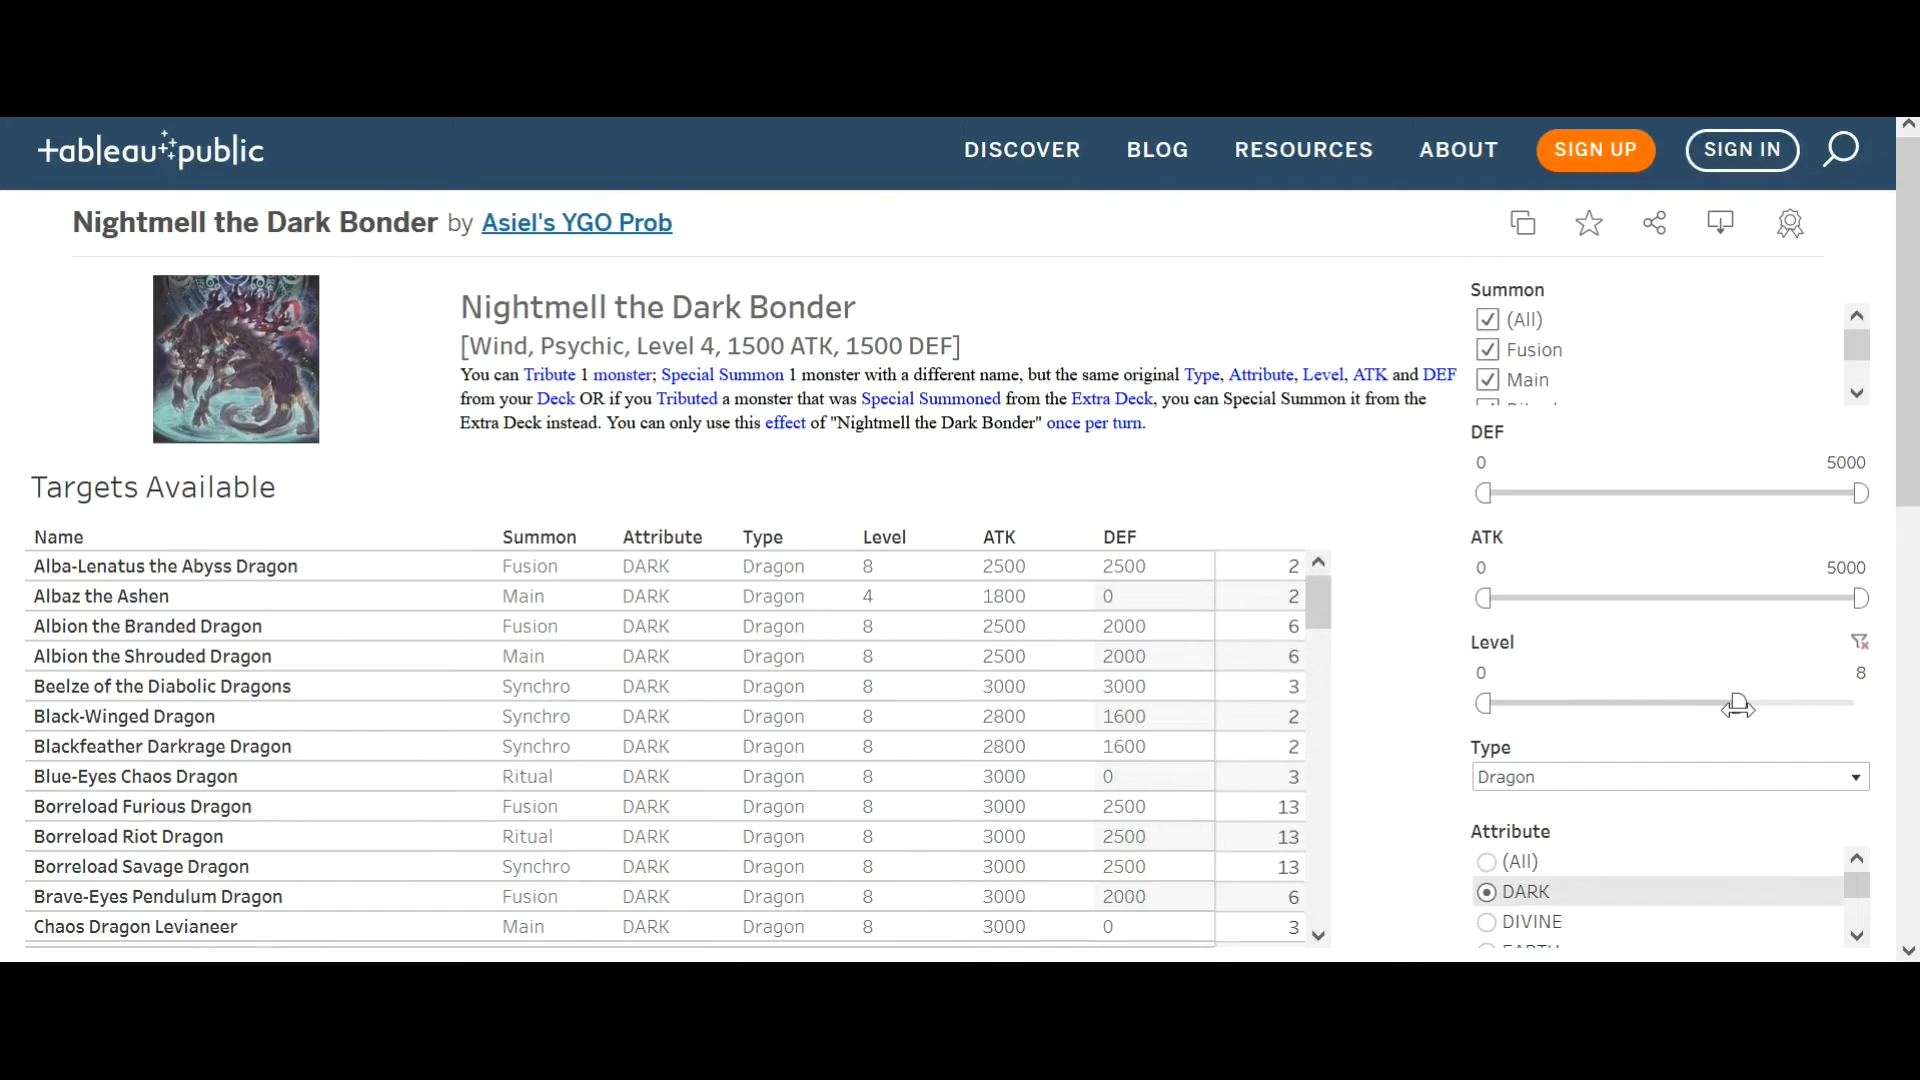 tableau public
DISCOVER BLOG RESOURCES ABOUT SIGN UP SIGN IN
Nightmell the Dark Bonder by Asiel's YGO Prob
Nightmell the Dark Bonder
[Wind, Psychic, Level 4, 1500 ATK, 1500 DEF]
You can Tribute 1 monster; Special Summon 1 monster with a different name, but the same original Type, Attribute, Level, ATK and DEF
from your Deck OR if you Tributed a monster that was Special Summoned from the Extra Deck, you can Special Summon it from the
Extra Deck instead. You can only use this effect of "Nightmell the Dark Bonder" once per turn.
Targets Available
Name Summon Attribute Type Level ATK DEF
Alba-Lenatus the Abyss Dragon Fusion DARK Dragon 8 2500 2500 2
Albaz the Ashen Main DARK Dragon 4 1800 0 2
Albion the Branded Dragon Fusion DARK Dragon 8 2500 2000 6
Albion the Shrouded Dragon Main DARK Dragon 8 2500 2000 6
Beelze of the Diabolic Dragons Synchro DARK Dragon 8 3000 3000 3
Black-Winged Dragon Synchro DARK Dragon 8 2800 1600 2
Blackfeather Darkrage Dragon Synchro DARK Dragon 8 2800 1600 2
Blue-Eyes Chaos Dragon Ritual DARK Dragon 8 3000 0 3
Borreload Furious Dragon Fusion DARK Dragon 8 3000 2500 13
Borreload Riot Dragon Ritual DARK Dragon 8 3000 2500 13
Borreload Savage Dragon Synchro DARK Dragon 8 3000 2500 13
Brave-Eyes Pendulum Dragon Fusion DARK Dragon 8 3000 2000 6
Chaos Dragon Levianeer Main DARK Dragon 8 3000 0 3
Summon
(All)
Fusion
Main
DEF
0 5000
ATK
0 5000
Level
0 8
Type
Dragon
Attribute
(All)
DARK
DIVINE